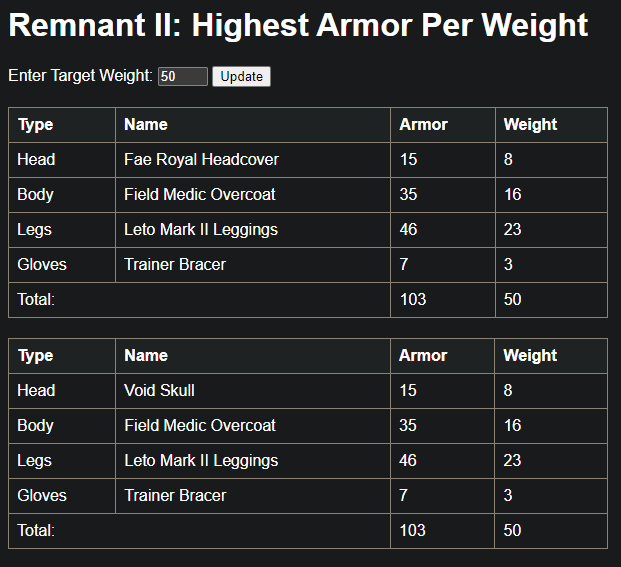 Remnant II: Highest Armor Per Weight
Enter Target Weight: 50 Update
Type Name Armor Weight
Head Fae Royal Headcover 15 8
Body Field Medic Overcoat 35 16
Legs Leto Mark II Leggings 46 23
Gloves Trainer Bracer 7 3
Total: 103 50
Type Name Armor Weight
Head Void Skull 15 8
Body Field Medic Overcoat 35 16
Legs Leto Mark II Leggings 46 23
Gloves Trainer Bracer 7 3
Total: 103 50